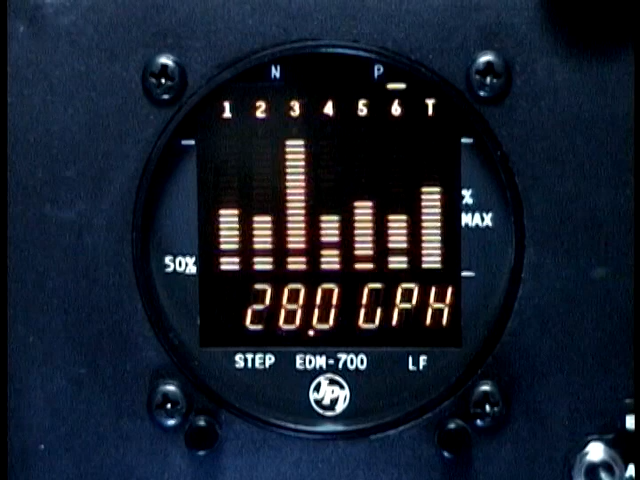 N P
1 2 3 4 5 6 T
%
MAX
50%
28.0 GPH
STEP EDM-700 LF
JPI